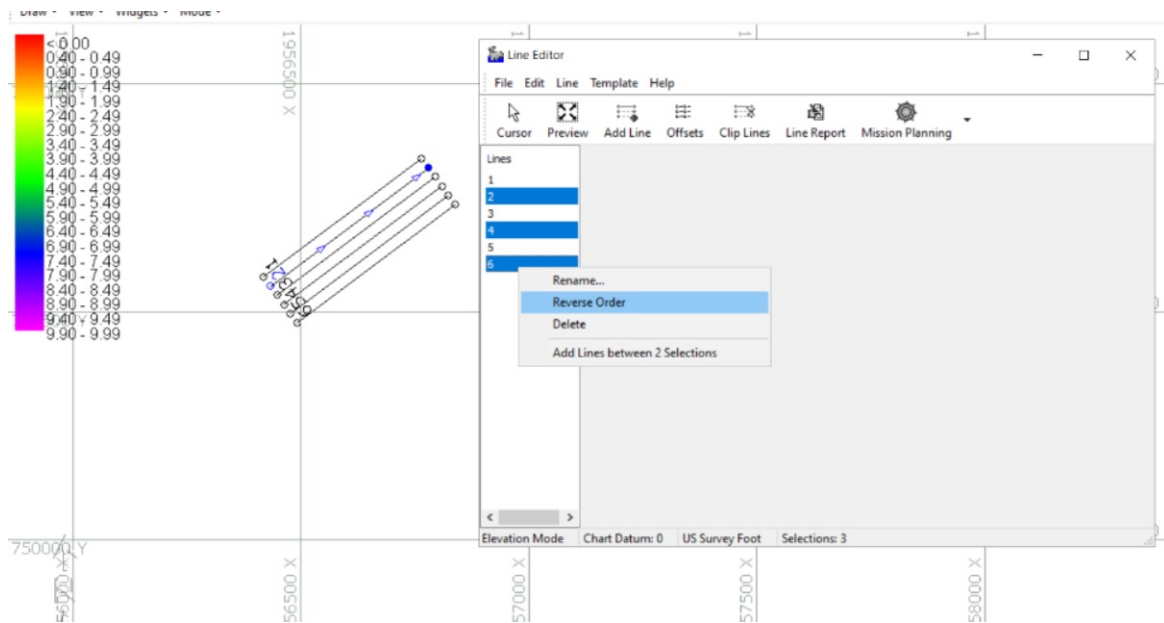 Draw View Widgets Mode
< 0.00
0.40 - 0.49
0.90 - 0.99
1.40 - 1.49
1.90 - 1.99
2.40 - 2.49
2.90 - 2.99
3.40 - 3.49
3.90 - 3.99
4.40 - 4.49
4.90 - 4.99
5.40 - 5.49
5.90 - 5.99
6.40 - 6.49
6.90 - 6.99
7.40 - 7.49
7.90 - 7.99
8.40 - 8.49
8.90 - 8.99
9.40 - 9.49
9.90 - 9.99
1956500 X
1
2
3
4
5
6
750000 Y
56500 X
57000 X
57500 X
58000 X
Line Editor
File Edit Line Template Help
Cursor Preview Add Line Offsets Clip Lines Line Report Mission Planning
Lines
1
2
3
4
5
6
Rename...
Reverse Order
Delete
Add Lines between 2 Selections
Elevation Mode Chart Datum: 0 US Survey Foot Selections: 3